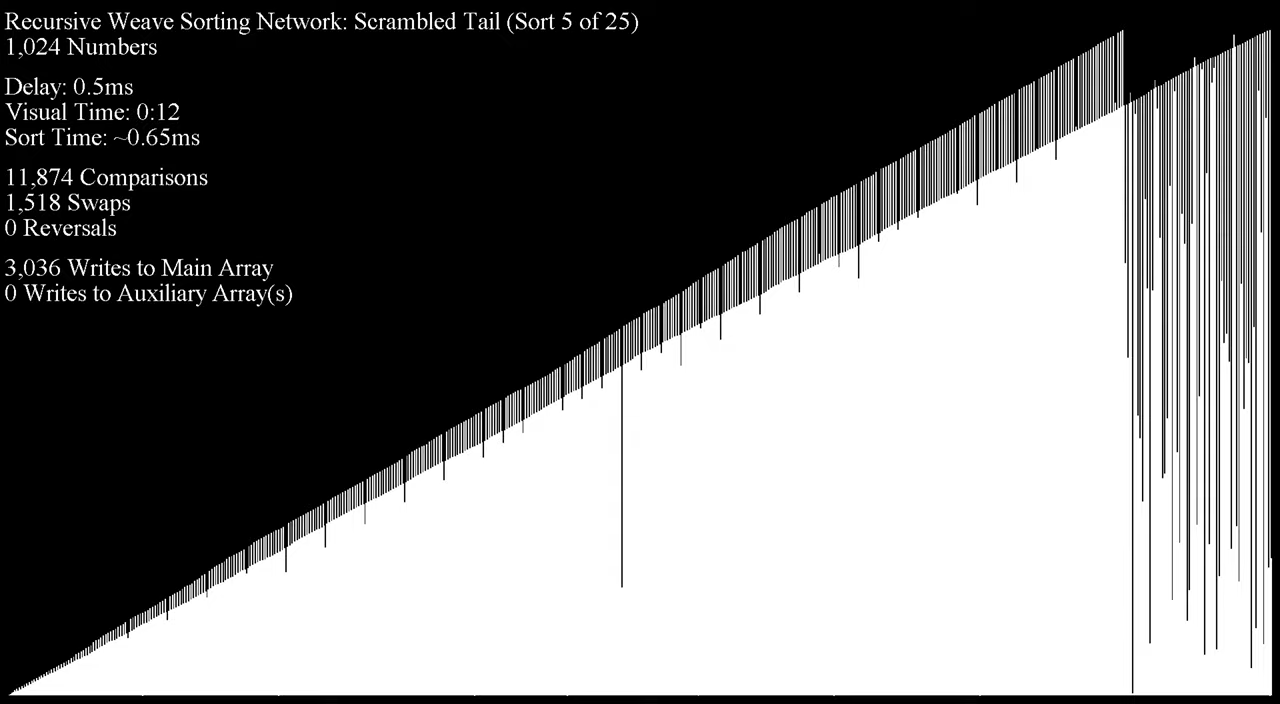 Recursive Weave Sorting Network: Scrambled Tail (Sort 5 of 25)
1,024 Numbers
Delay: 0.5ms
Visual Time: 0:12
Sort Time: ~0.65ms
11,874 Comparisons
1,518 Swaps
0 Reversals
3,036 Writes to Main Array
0 Writes to Auxiliary Array(s)